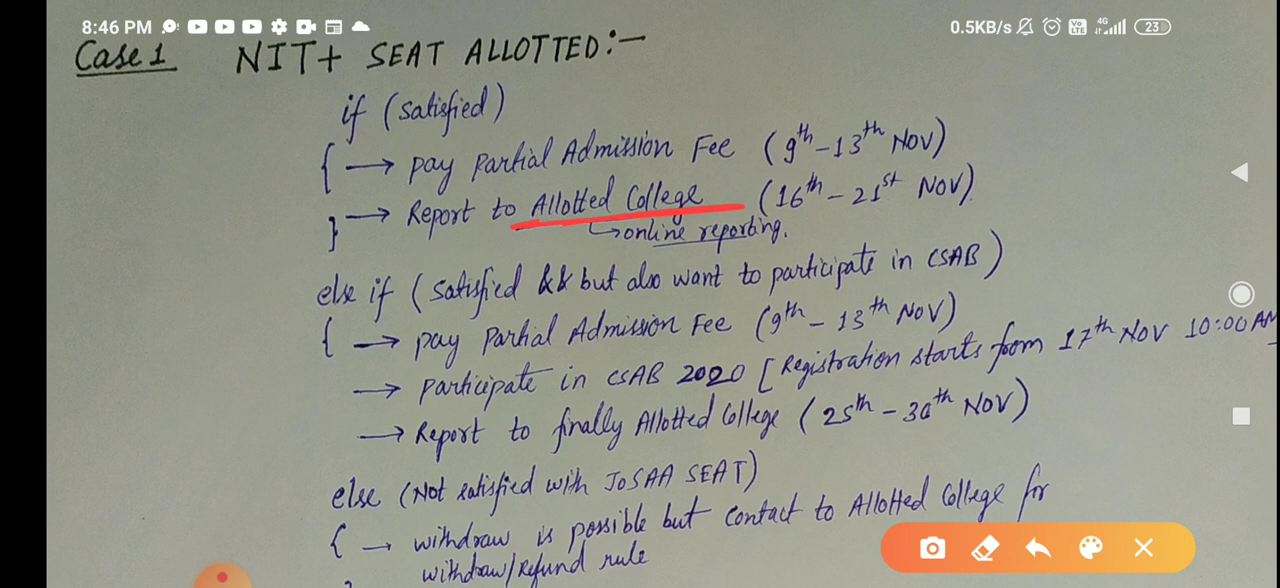 8:46 PM
0.5KB/s Vo LTE 4G 23
Case 1 NIT+ SEAT ALLOTTED:-
if (satisfied)
{ → pay Partial Admission Fee (9th - 13th Nov)
} → Report to Allotted College (16th - 21st Nov)
↳ online reporting.
else if (satisfied && but also want to participate in CSAB)
{ → pay Partial Admission Fee (9th - 13th Nov)
→ participate in CSAB 2020 [Registration starts from 17th Nov 10:00AM
→ Report to finally Allotted College (25th - 30th Nov)
else (Not satisfied with JoSAA SEAT)
{ → withdraw is possible but contact to Allotted College for
withdraw/Refund rule
}